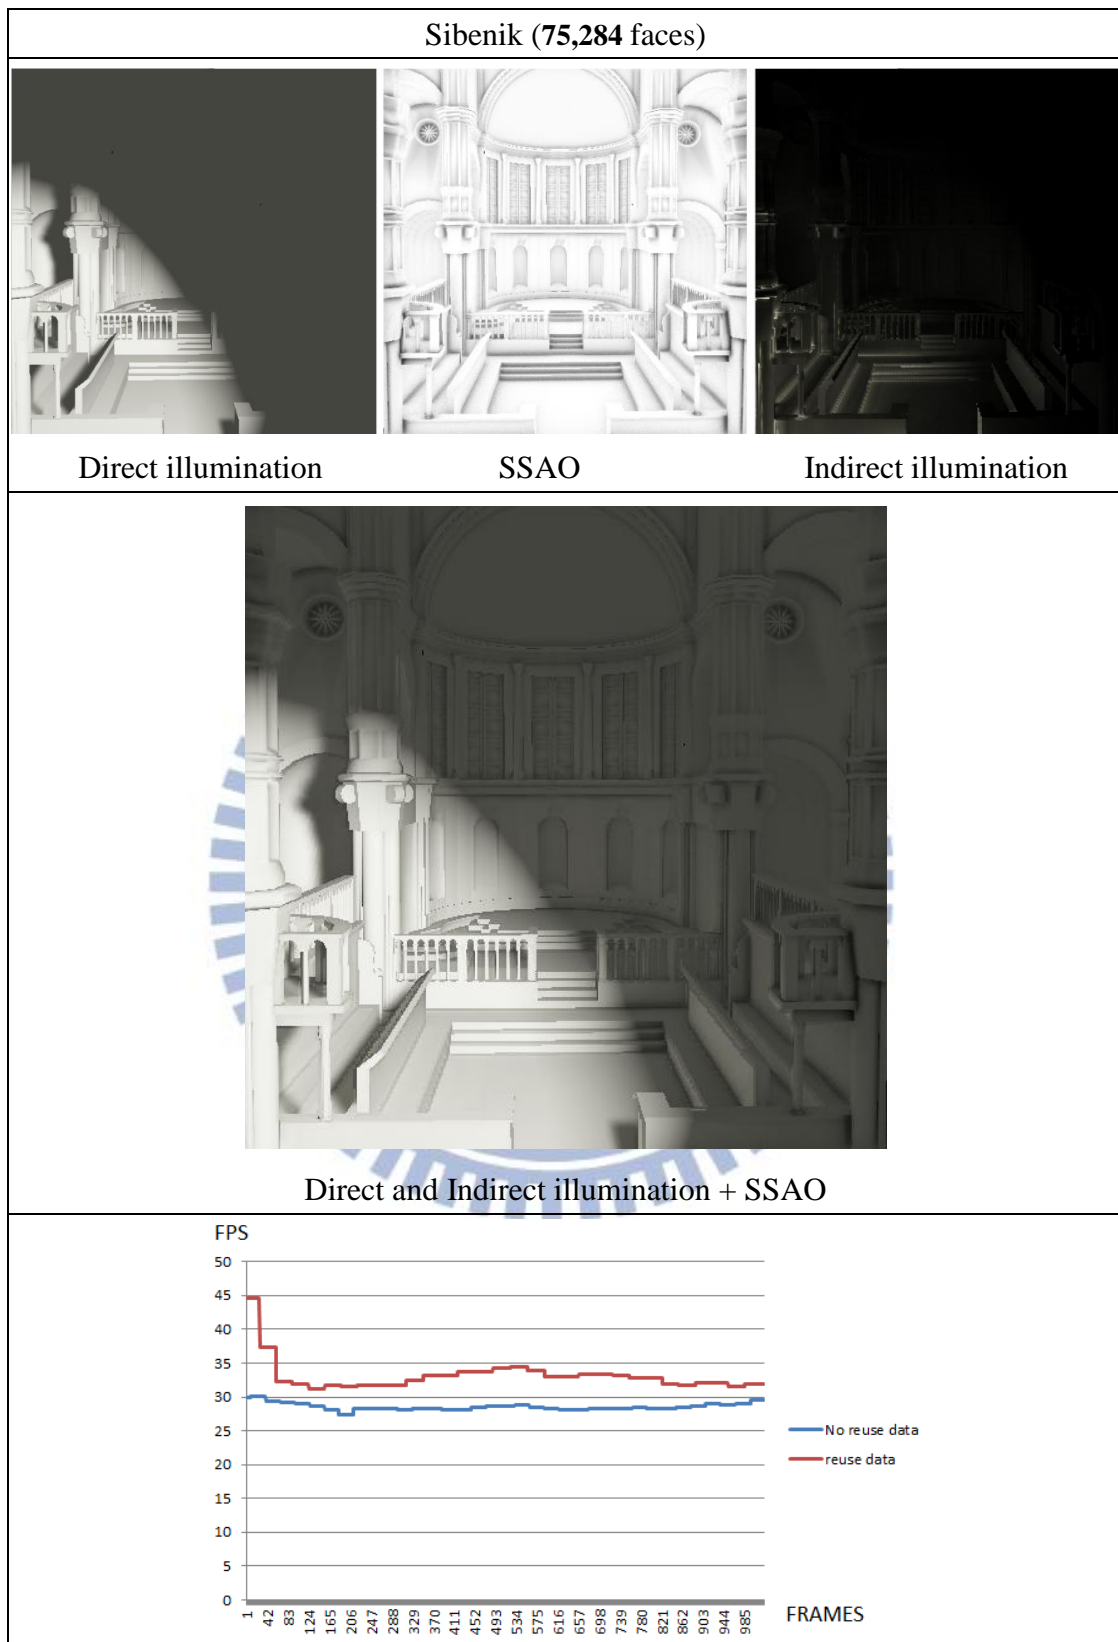 Sibenik (75,284 faces)
Direct illumination SSAO Indirect illumination
Direct and Indirect illumination + SSAO
FPS
50
45
40
35
30
25
20
15
10
5
0
No reuse data
reuse data
1 42 83 124 165 206 247 288 329 370 411 452 493 534 575 616 657 698 739 780 821 862 903 944 985
FRAMES